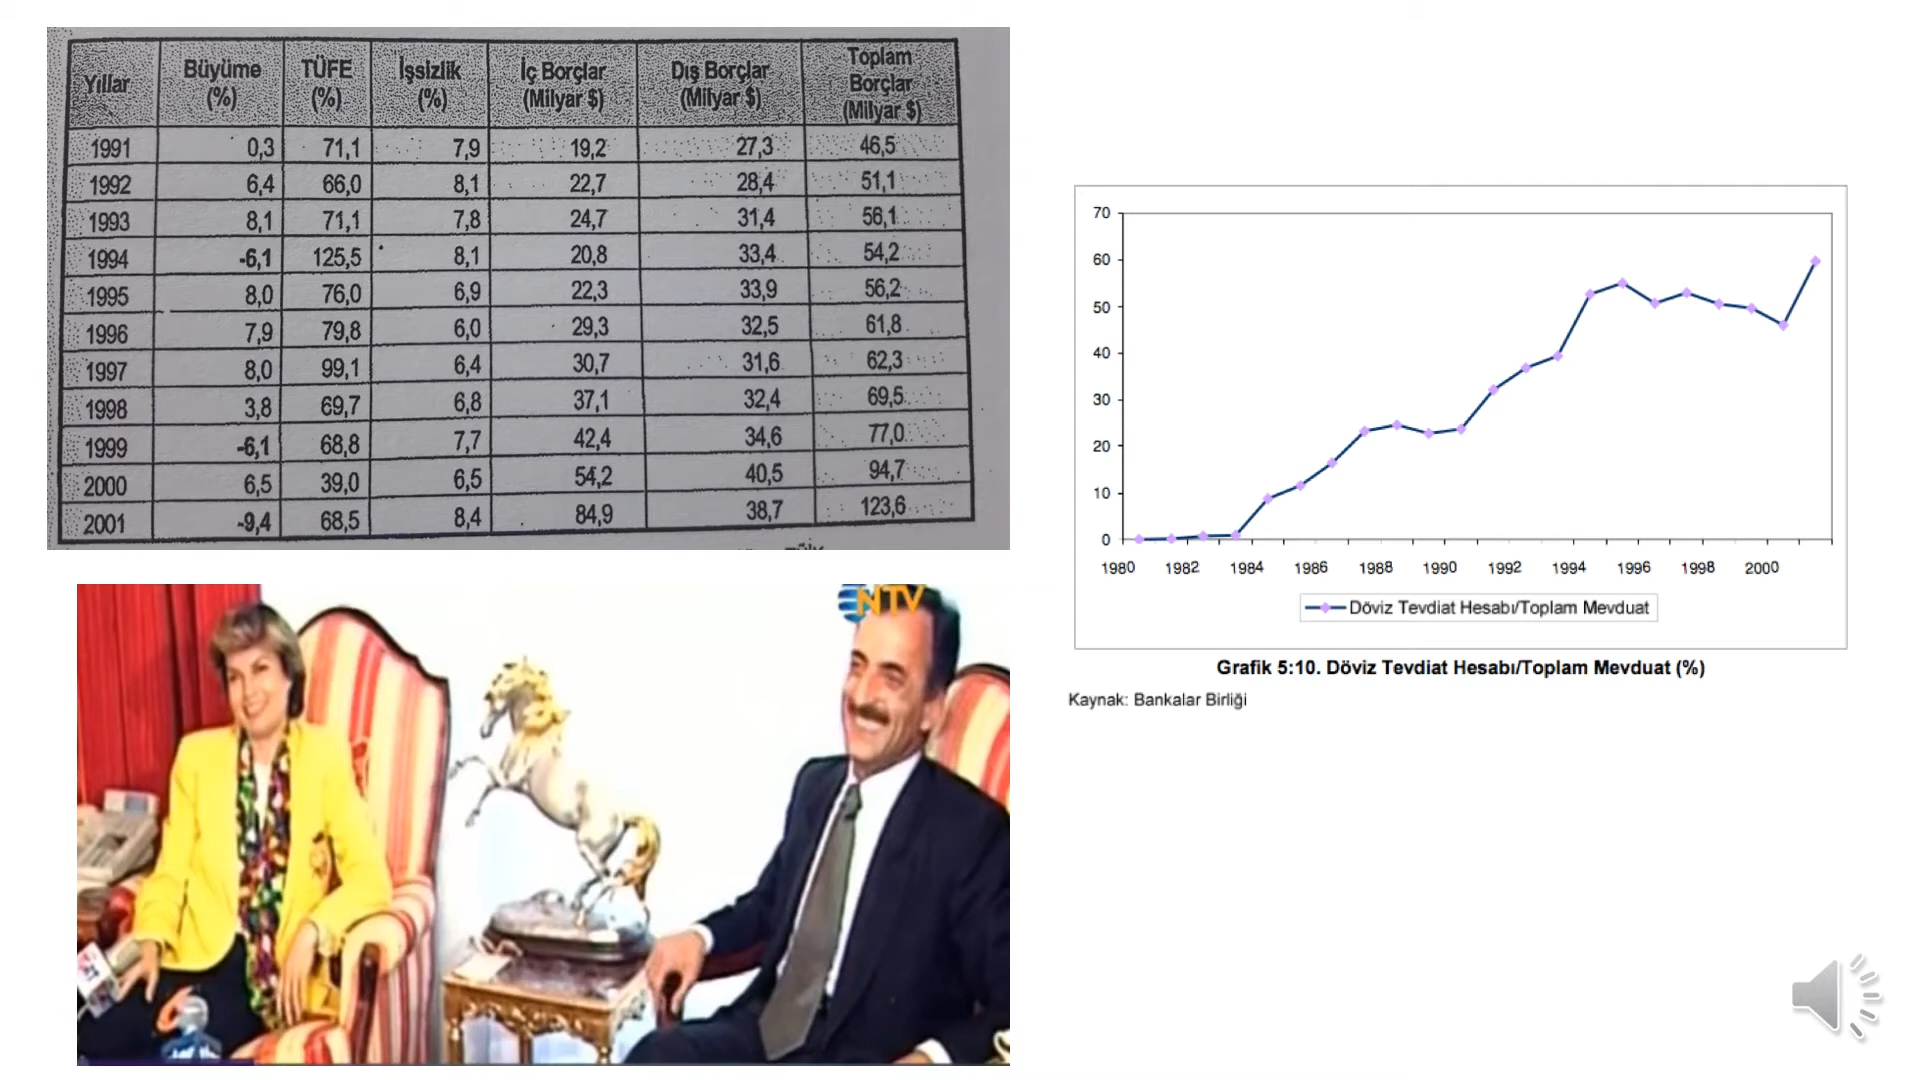 Yıllar Büyüme (%) TÜFE (%) İşsizlik (%) İç Borçlar (Milyar $) Dış Borçlar (Milyar $) Toplam Borçlar (Milyar $)
1991 0,3 71,1 7,9 19,2 27,3 46,5
1992 6,4 66,0 8,1 22,7 28,4 51,1
1993 8,1 71,1 7,8 24,7 31,4 56,1
1994 -6,1 125,5 8,1 20,8 33,4 54,2
1995 8,0 76,0 6,9 22,3 33,9 56,2
1996 7,9 79,8 6,0 29,3 32,5 61,8
1997 8,0 99,1 6,4 30,7 31,6 62,3
1998 3,8 69,7 6,8 37,1 32,4 69,5
1999 -6,1 68,8 7,7 42,4 34,6 77,0
2000 6,5 39,0 6,5 54,2 40,5 94,7
2001 -9,4 68,5 8,4 84,9 38,7 123,6
NTV
70
60
50
40
30
20
10
0
1980 1982 1984 1986 1988 1990 1992 1994 1996 1998 2000
Döviz Tevdiat Hesabı/Toplam Mevduat
Grafik 5:10. Döviz Tevdiat Hesabı/Toplam Mevduat (%)
Kaynak: Bankalar Birliği